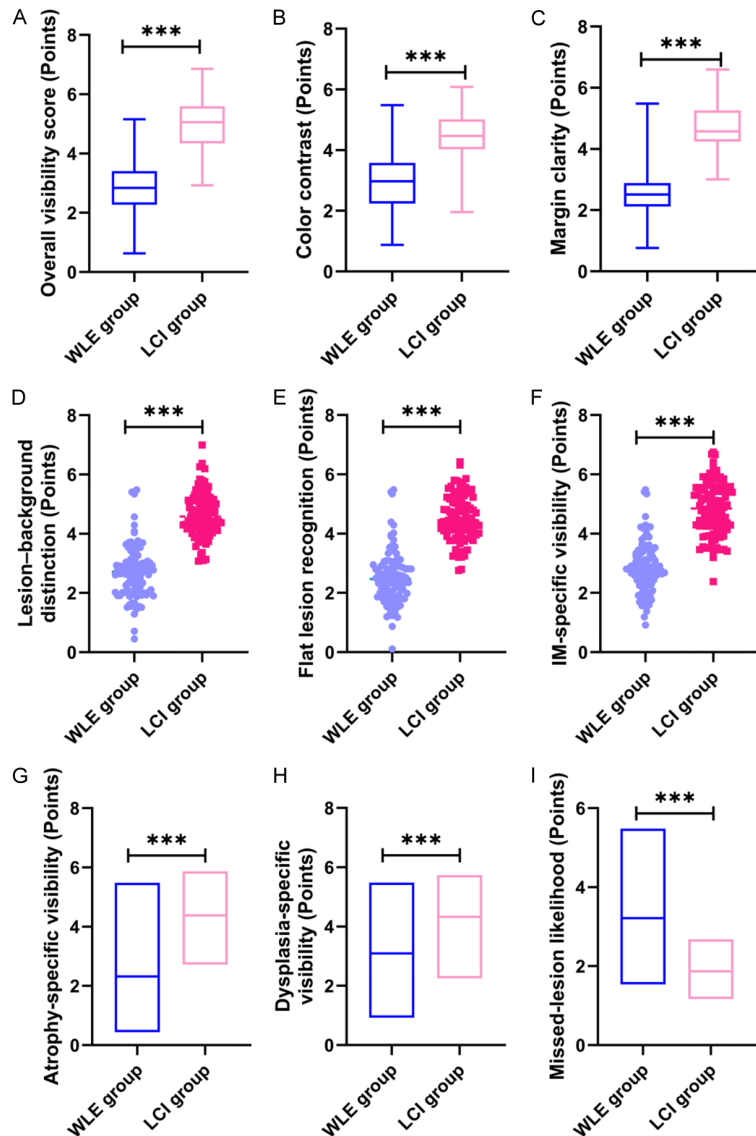 A
Overall visibility score (Points)
8
6
4
2
0
***
WLE group
LCI group
B
Color contrast (Points)
8
6
4
2
0
***
WLE group
LCI group
C
Margin clarity (Points)
8
6
4
2
0
***
WLE group
LCI group
D
Lesion–background
distinction (Points)
8
6
4
2
0
***
WLE group
LCI group
E
Flat lesion recognition (Points)
8
6
4
2
0
***
WLE group
LCI group
F
IM-specific visibility (Points)
8
6
4
2
0
***
WLE group
LCI group
G
Atrophy-specific visibility (Points)
8
6
4
2
0
***
WLE group
LCI group
H
Dysplasia-specific
visibility (Points)
8
6
4
2
0
***
WLE group
LCI group
I
Missed-lesion likelihood (Points)
6
4
2
0
***
WLE group
LCI group